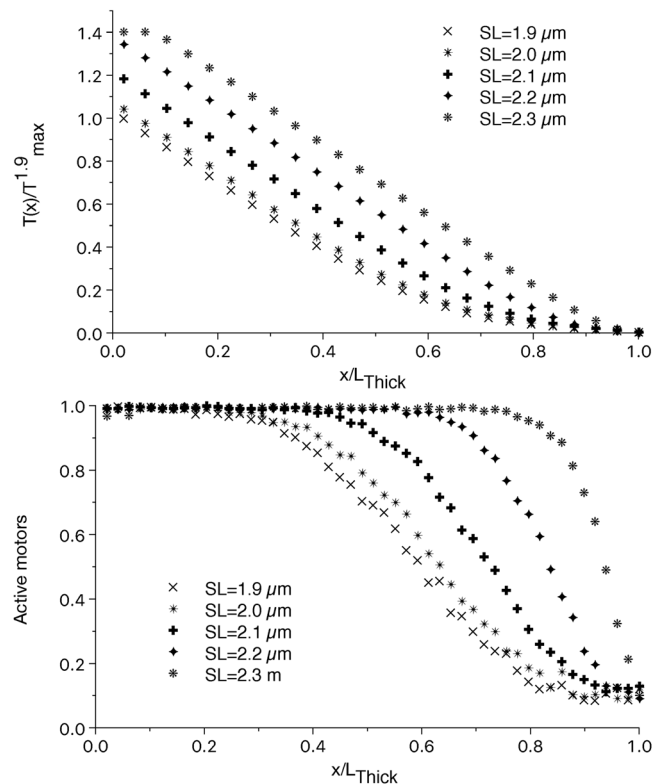 1.4
1.2
1.0
0.8
0.6
0.4
0.2
0.0
T(x)/T^1.9_max
× SL=1.9 µm
✳ SL=2.0 µm
✚ SL=2.1 µm
✦ SL=2.2 µm
❋ SL=2.3 µm
0.0 0.2 0.4 0.6 0.8 1.0
x/L_Thick
1.0
0.8
0.6
0.4
0.2
0.0
Active motors
× SL=1.9 µm
✳ SL=2.0 µm
✚ SL=2.1 µm
✦ SL=2.2 µm
❋ SL=2.3 m
0.0 0.2 0.4 0.6 0.8 1.0
x/L_Thick